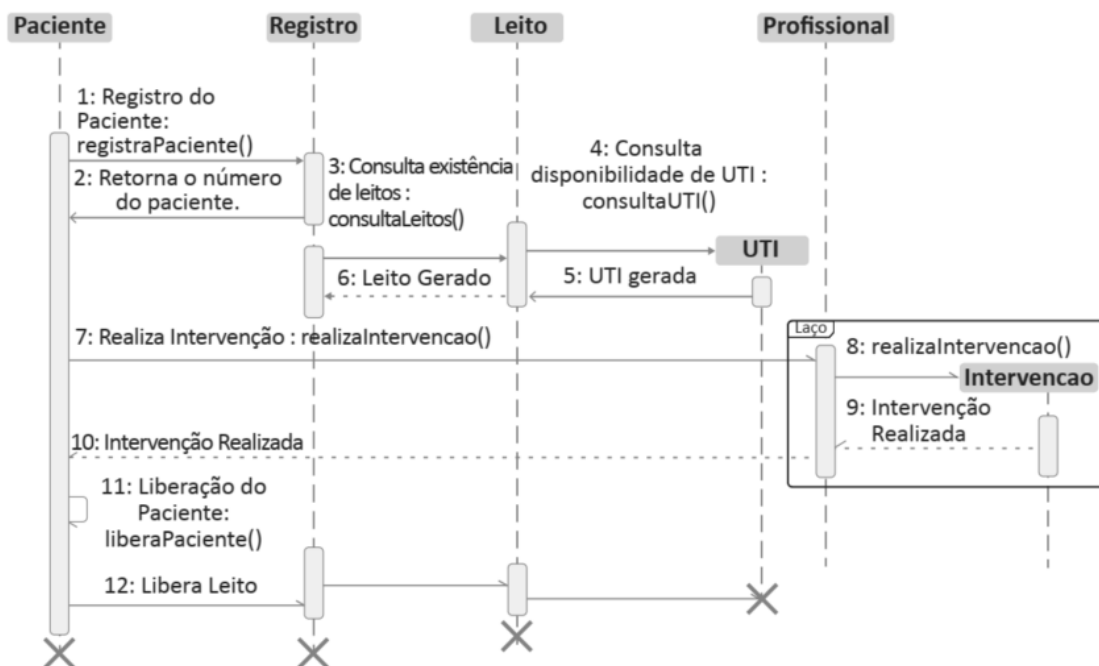 Paciente
Registro
Leito
Profissional
1: Registro do
Paciente:
registraPaciente()
2: Retorna o número
do paciente.
3: Consulta existência
de leitos :
consultaLeitos()
4: Consulta
disponibilidade de UTI :
consultaUTI()
UTI
5: UTI gerada
6: Leito Gerado
7: Realiza Intervenção : realizaIntervencao()
Laço
8: realizaIntervencao()
Intervencao
9: Intervenção
Realizada
10: Intervenção Realizada
11: Liberação do
Paciente:
liberaPaciente()
12: Libera Leito